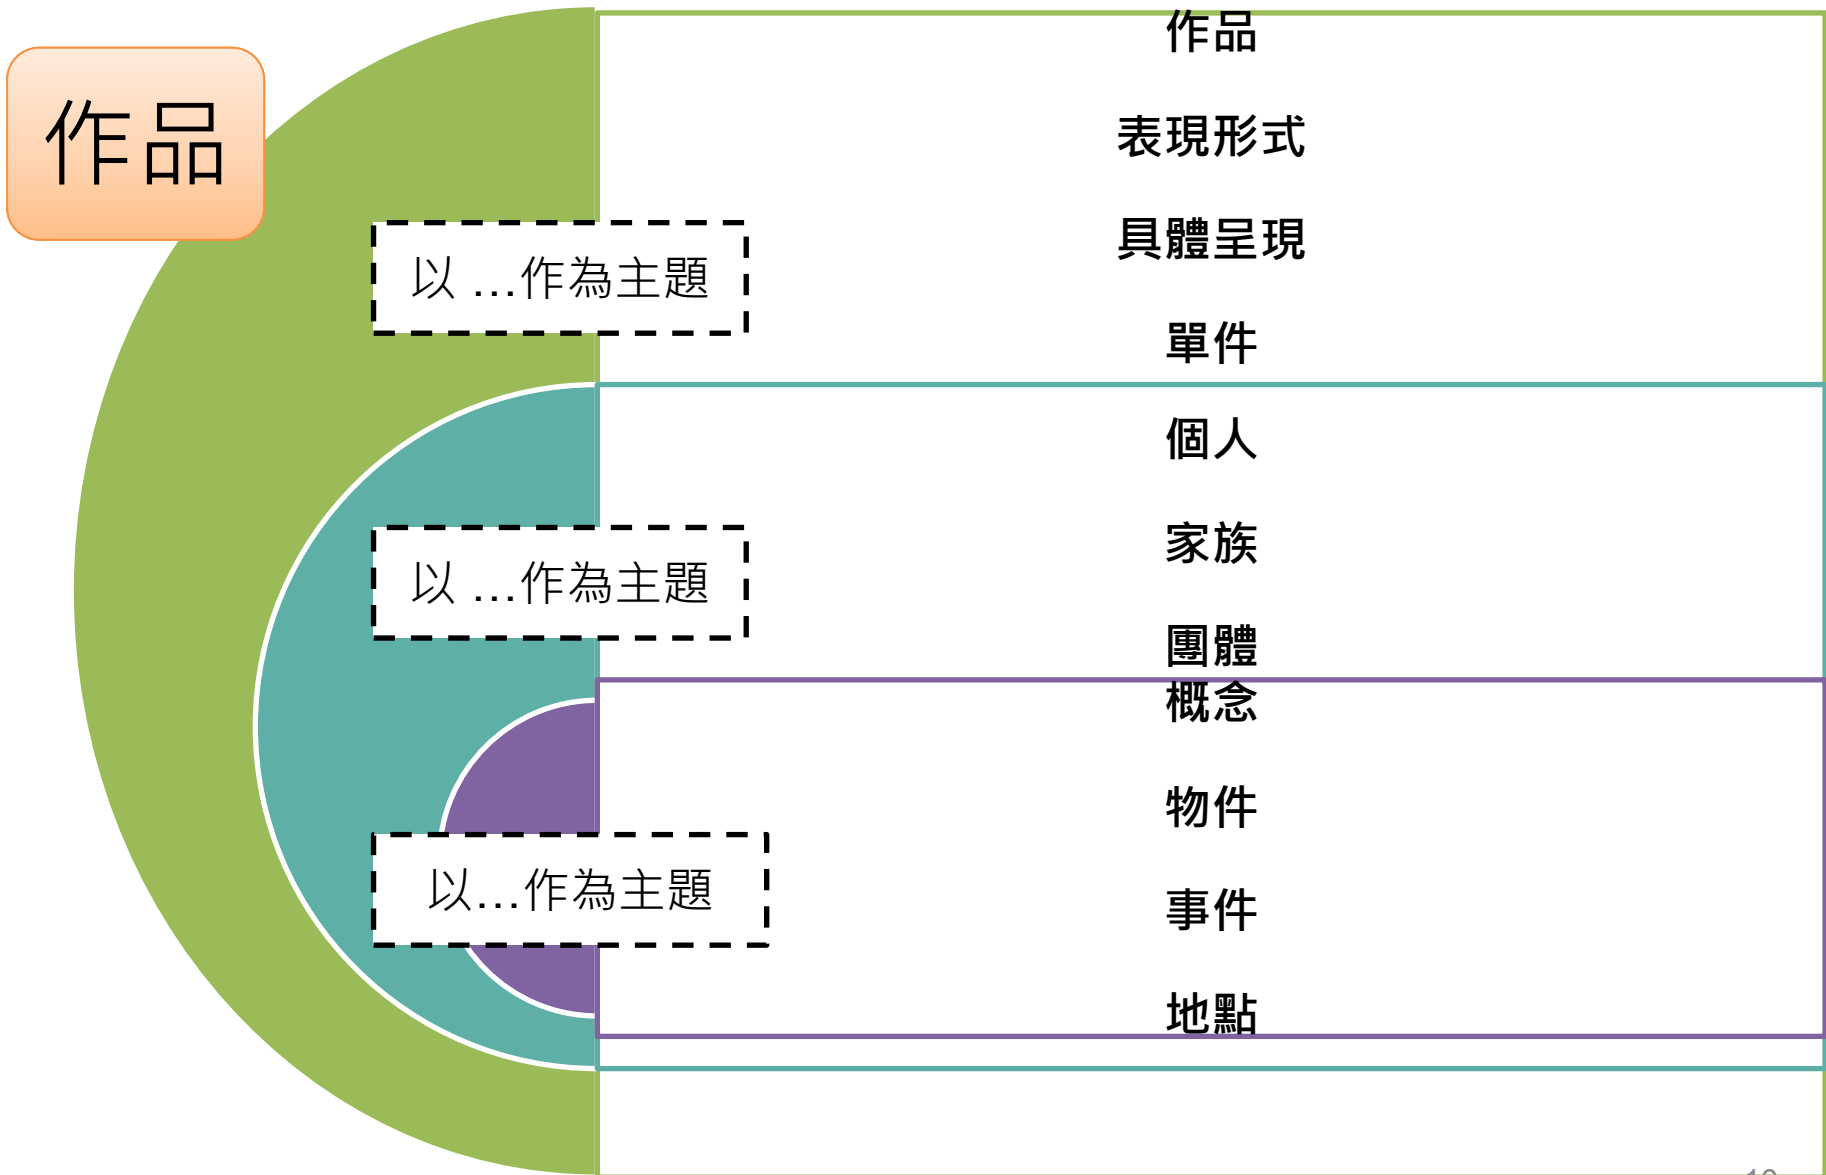 作品
作品
表現形式
具體呈現
單件
以 …作為主題
個人
家族
團體
以 …作為主題
概念
物件
事件
地點
以…作為主題